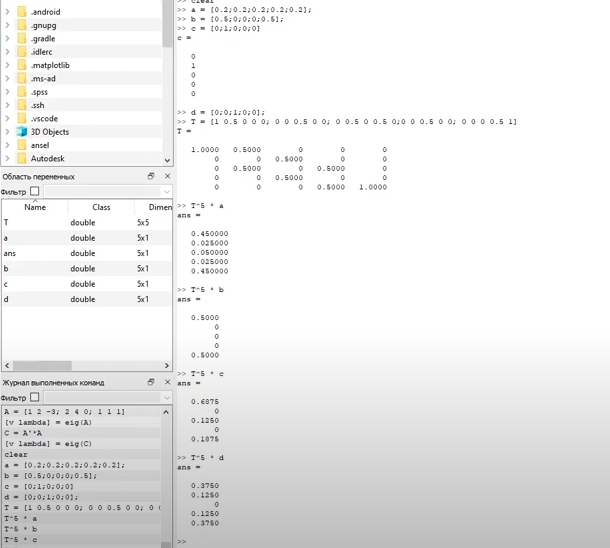 .android
.gnupg
.gradle
.idlerc
.matplotlib
.ms-ad
.spss
.ssh
.vscode
3D Objects
ansel
Autodesk
Область переменных
Фильтр
Name Class Dimen
T double 5x5
a double 5x1
ans double 5x1
b double 5x1
c double 5x1
d double 5x1
Журнал выполненных команд
Фильтр
A = [1 2 -3; 2 4 0; 1 1 1]
[v lambda] = eig(A)
C = A'*A
[v lambda] = eig(C)
clear
a = [0.2;0.2;0.2;0.2;0.2];
b = [0.5;0;0;0;0.5];
c = [0;1;0;0;0]
d = [0;0;1;0;0];
T = [1 0.5 0 0 0; 0 0 0.5 0 0; 0
T^5 * a
T^5 * b
T^5 * c
>> clear
>> a = [0.2;0.2;0.2;0.2;0.2];
>> b = [0.5;0;0;0;0.5];
>> c = [0;1;0;0;0]
c =
0
1
0
0
0
>> d = [0;0;1;0;0];
>> T = [1 0.5 0 0 0; 0 0 0.5 0 0; 0 0.5 0 0.5 0;0 0 0.5 0 0; 0 0 0 0.5 1]
T =
1.0000 0.5000 0 0 0
0 0 0.5000 0 0
0 0.5000 0 0.5000 0
0 0 0.5000 0 0
0 0 0 0.5000 1.0000
>> T^5 * a
ans =
0.450000
0.025000
0.050000
0.025000
0.450000
>> T^5 * b
ans =
0.5000
0
0
0
0.5000
>> T^5 * c
ans =
0.6875
0
0.1250
0
0.1875
>> T^5 * d
ans =
0.3750
0.1250
0
0.1250
0.3750
>>